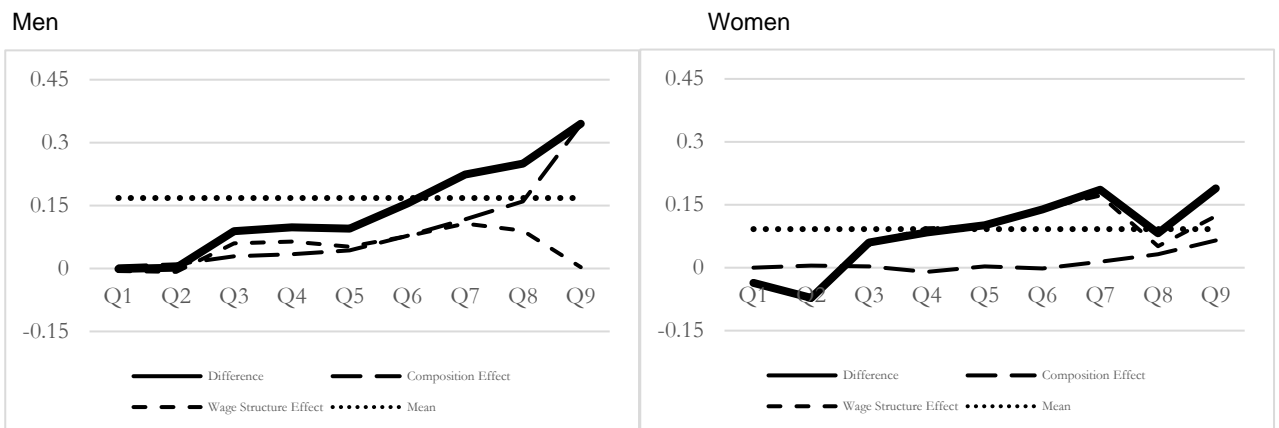 Men
Women
0.45
0.3
0.15
0
-0.15
Q1 Q2 Q3 Q4 Q5 Q6 Q7 Q8 Q9
Difference Composition Effect
Wage Structure Effect Mean
0.45
0.3
0.15
0
-0.15
Q1 Q2 Q3 Q4 Q5 Q6 Q7 Q8 Q9
Difference Composition Effect
Wage Structure Effect Mean